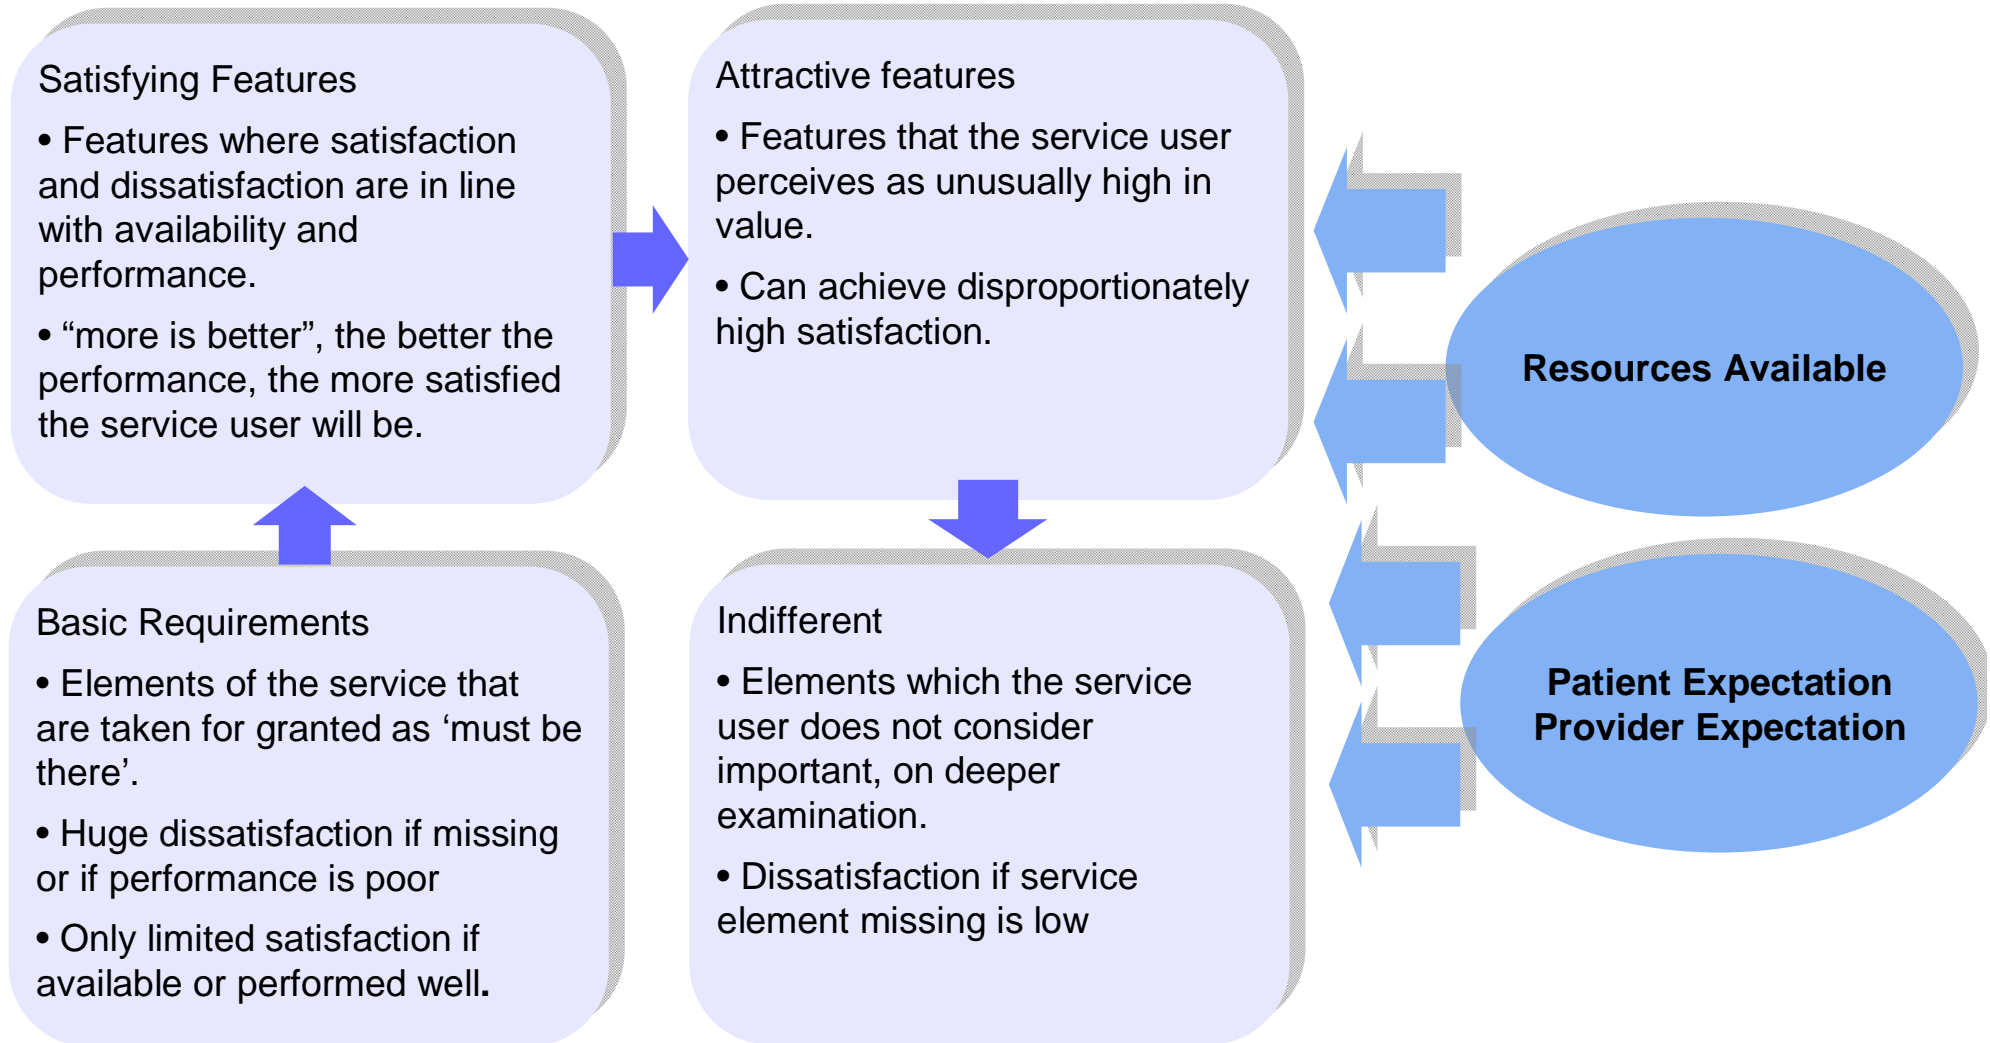 Satisfying Features
• Features where satisfaction
and dissatisfaction are in line
with availability and
performance.
• “more is better”, the better the
performance, the more satisfied
the service user will be.
Attractive features
• Features that the service user
perceives as unusually high in
value.
• Can achieve disproportionately
high satisfaction.
Basic Requirements
• Elements of the service that
are taken for granted as ‘must be
there’.
• Huge dissatisfaction if missing
or if performance is poor
• Only limited satisfaction if
available or performed well.
Indifferent
• Elements which the service
user does not consider
important, on deeper
examination.
• Dissatisfaction if service
element missing is low
Resources Available
Patient Expectation
Provider Expectation